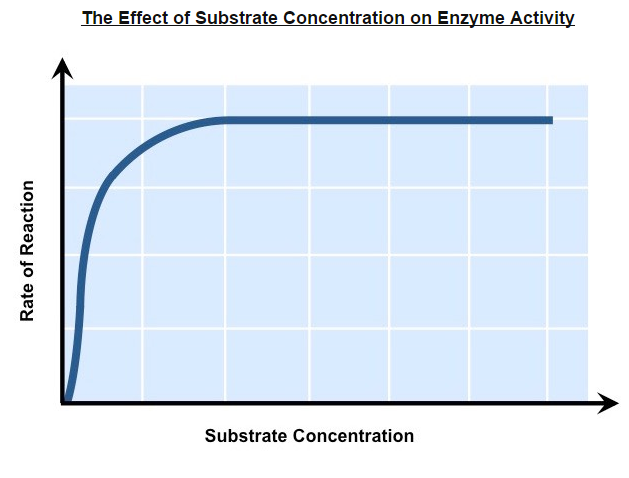 The Effect of Substrate Concentration on Enzyme Activity
Rate of Reaction
Substrate Concentration